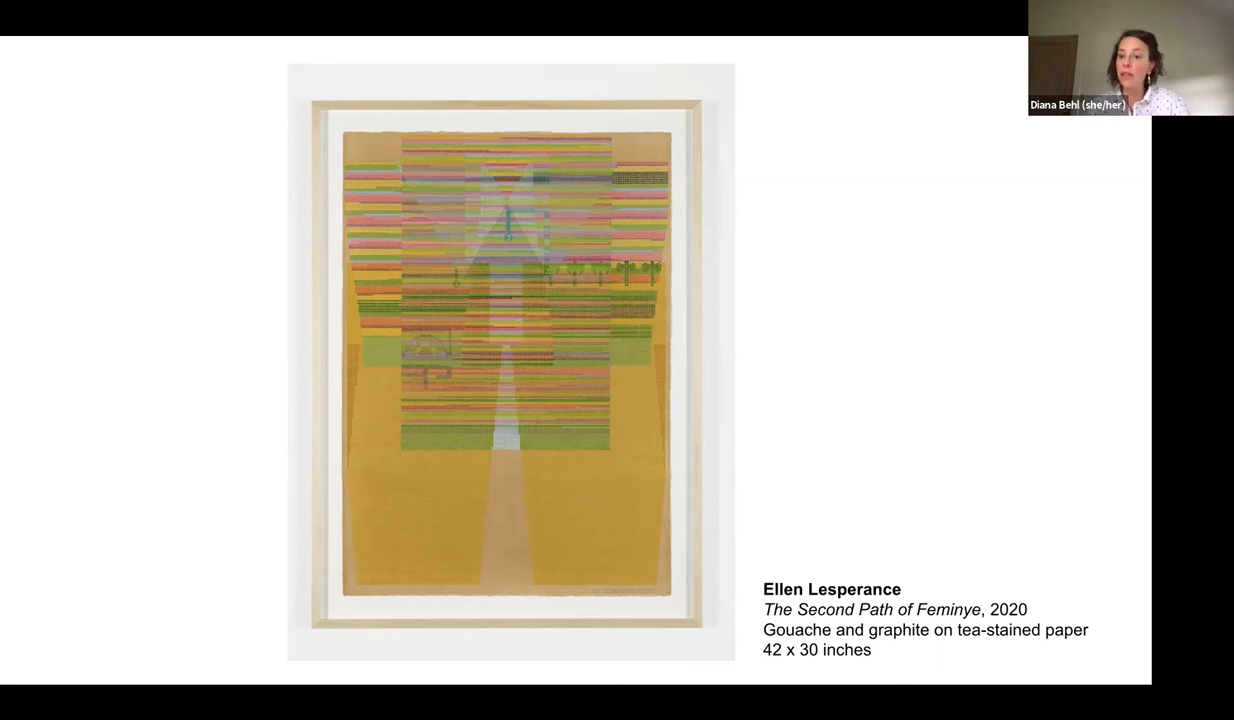 Diana Behl (she/her)
Ellen Lesperance
The Second Path of Feminye, 2020
Gouache and graphite on tea-stained paper
42 x 30 inches